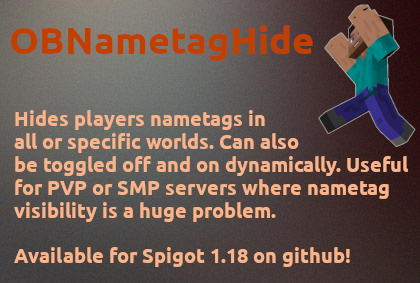 OBNametagHide
Hides players nametags in
all or specific worlds. Can also
be toggled off and on dynamically. Useful
for PVP or SMP servers where nametag
visibility is a huge problem.
Available for Spigot 1.18 on github!